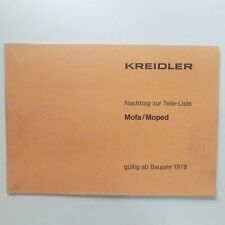 KREIDLER
Nachtrag zur Teile-Liste
Mofa/Moped
gültig ab Baujahr 1978